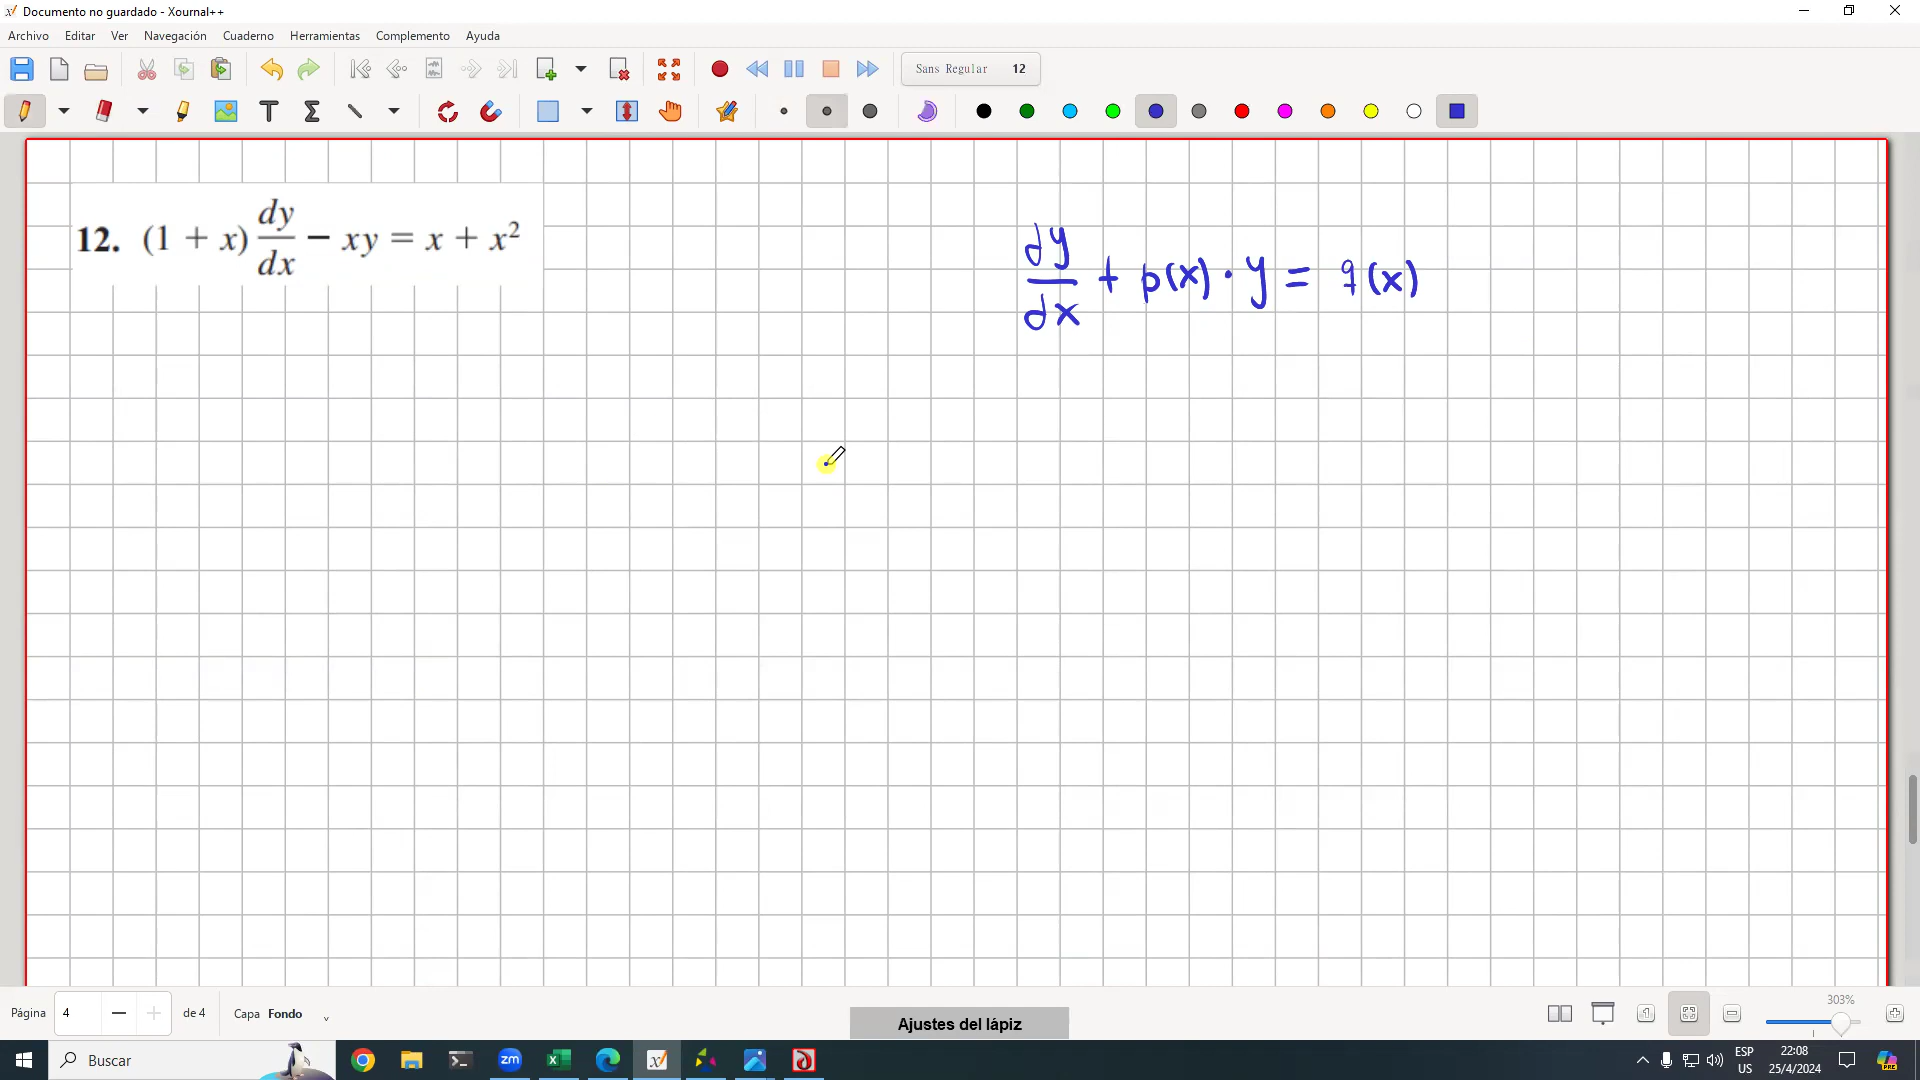 Documento no guardado - Xournal++
Archivo Editar Ver Navegación Cuaderno Herramientas Complemento Ayuda
Sans Regular 12
12. (1 + x) dy/dx − xy = x + x²
dy/dx + p(x) · y = q(x)
Página 4 de 4 Capa Fondo
Ajustes del lápiz
303%
Buscar
zm
ESP
US
22:08
25/4/2024
PRE